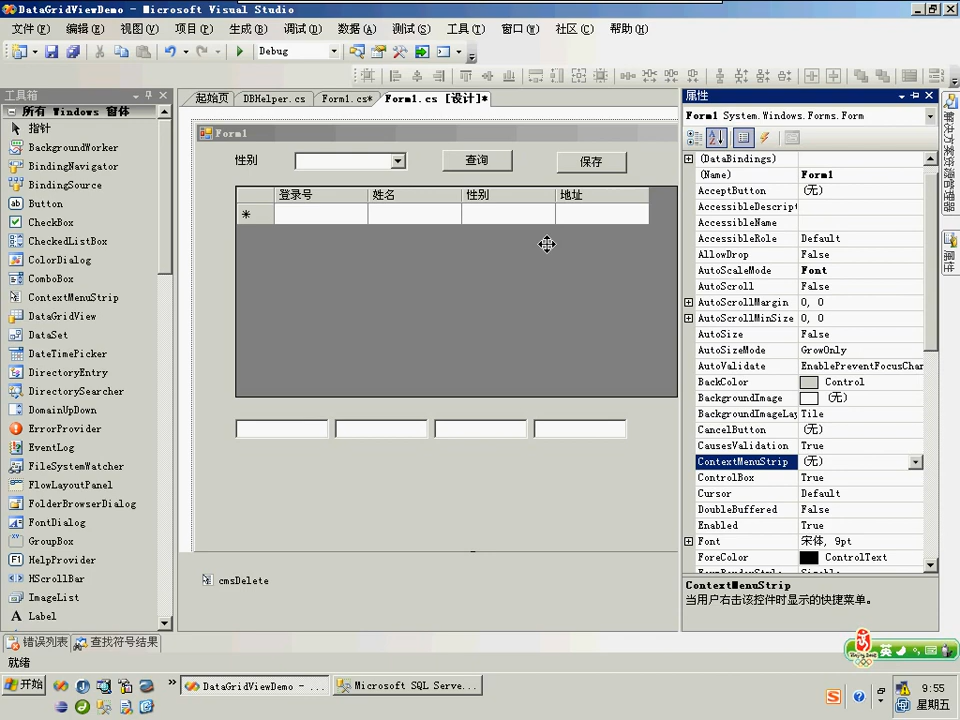 DataGridViewDemo - Microsoft Visual Studio
文件(F) 编辑(E) 视图(V) 项目(P) 生成(B) 调试(D) 数据(A) 测试(S) 工具(T) 窗口(W) 社区(C) 帮助(H)
Debug
工具箱
所有 Windows 窗体
指针
BackgroundWorker
BindingNavigator
BindingSource
Button
CheckBox
CheckedListBox
ColorDialog
ComboBox
ContextMenuStrip
DataGridView
DataSet
DateTimePicker
DirectoryEntry
DirectorySearcher
DomainUpDown
ErrorProvider
EventLog
FileSystemWatcher
FlowLayoutPanel
FolderBrowserDialog
FontDialog
GroupBox
HelpProvider
HScrollBar
ImageList
Label
起始页 DBHelper.cs Form1.cs* Form1.cs [设计]*
Form1
性别 查询 保存
登录号 姓名 性别 地址
cmsDelete
属性
Form1 System.Windows.Forms.Form
(DataBindings)
(Name) Form1
AcceptButton (无)
AccessibleDescript
AccessibleName
AccessibleRole Default
AllowDrop False
AutoScaleMode Font
AutoScroll False
AutoScrollMargin 0, 0
AutoScrollMinSize 0, 0
AutoSize False
AutoSizeMode GrowOnly
AutoValidate EnablePreventFocusChar
BackColor Control
BackgroundImage (无)
BackgroundImageLay Tile
CancelButton (无)
CausesValidation True
ContextMenuStrip (无)
ControlBox True
Cursor Default
DoubleBuffered False
Enabled True
Font 宋体, 9pt
ForeColor ControlText
ContextMenuStrip
当用户右击该控件时显示的快捷菜单。
解决方案资源管理器
属性
错误列表 查找符号结果
就绪
英
开始 DataGridViewDemo - ... Microsoft SQL Serve...
9:55
星期五